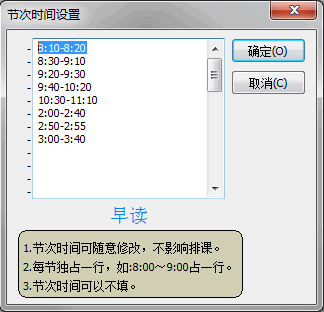 节次时间设置
8:10-8:20
8:30-9:10
9:20-9:30
9:40-10:20
10:30-11:10
2:00-2:40
2:50-2:55
3:00-3:40
确定(O)
取消(C)
早读
1.节次时间可随意修改，不影响排课。
2.每节独占一行，如:8:00～9:00占一行。
3.节次时间可以不填。